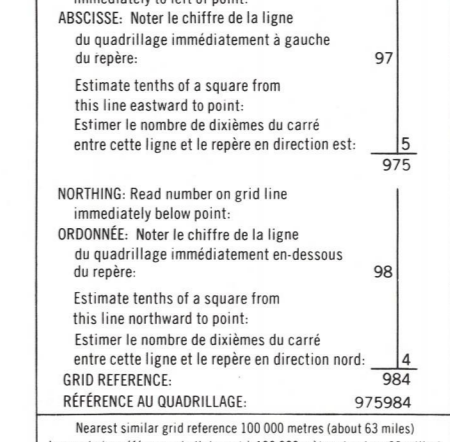 immediately to left of point:
ABSCISSE: Noter le chiffre de la ligne
du quadrillage immédiatement à gauche
du repère: 97
Estimate tenths of a square from
this line eastward to point:
Estimer le nombre de dixièmes du carré
entre cette ligne et le repère en direction est: 5
975
NORTHING: Read number on grid line
immediately below point:
ORDONNÉE: Noter le chiffre de la ligne
du quadrillage immédiatement en-dessous
du repère: 98
Estimate tenths of a square from
this line northward to point:
Estimer le nombre de dixièmes du carré
entre cette ligne et le repère en direction nord: 4
GRID REFERENCE: 984
RÉFÉRENCE AU QUADRILLAGE: 975984
Nearest similar grid reference 100 000 metres (about 63 miles)